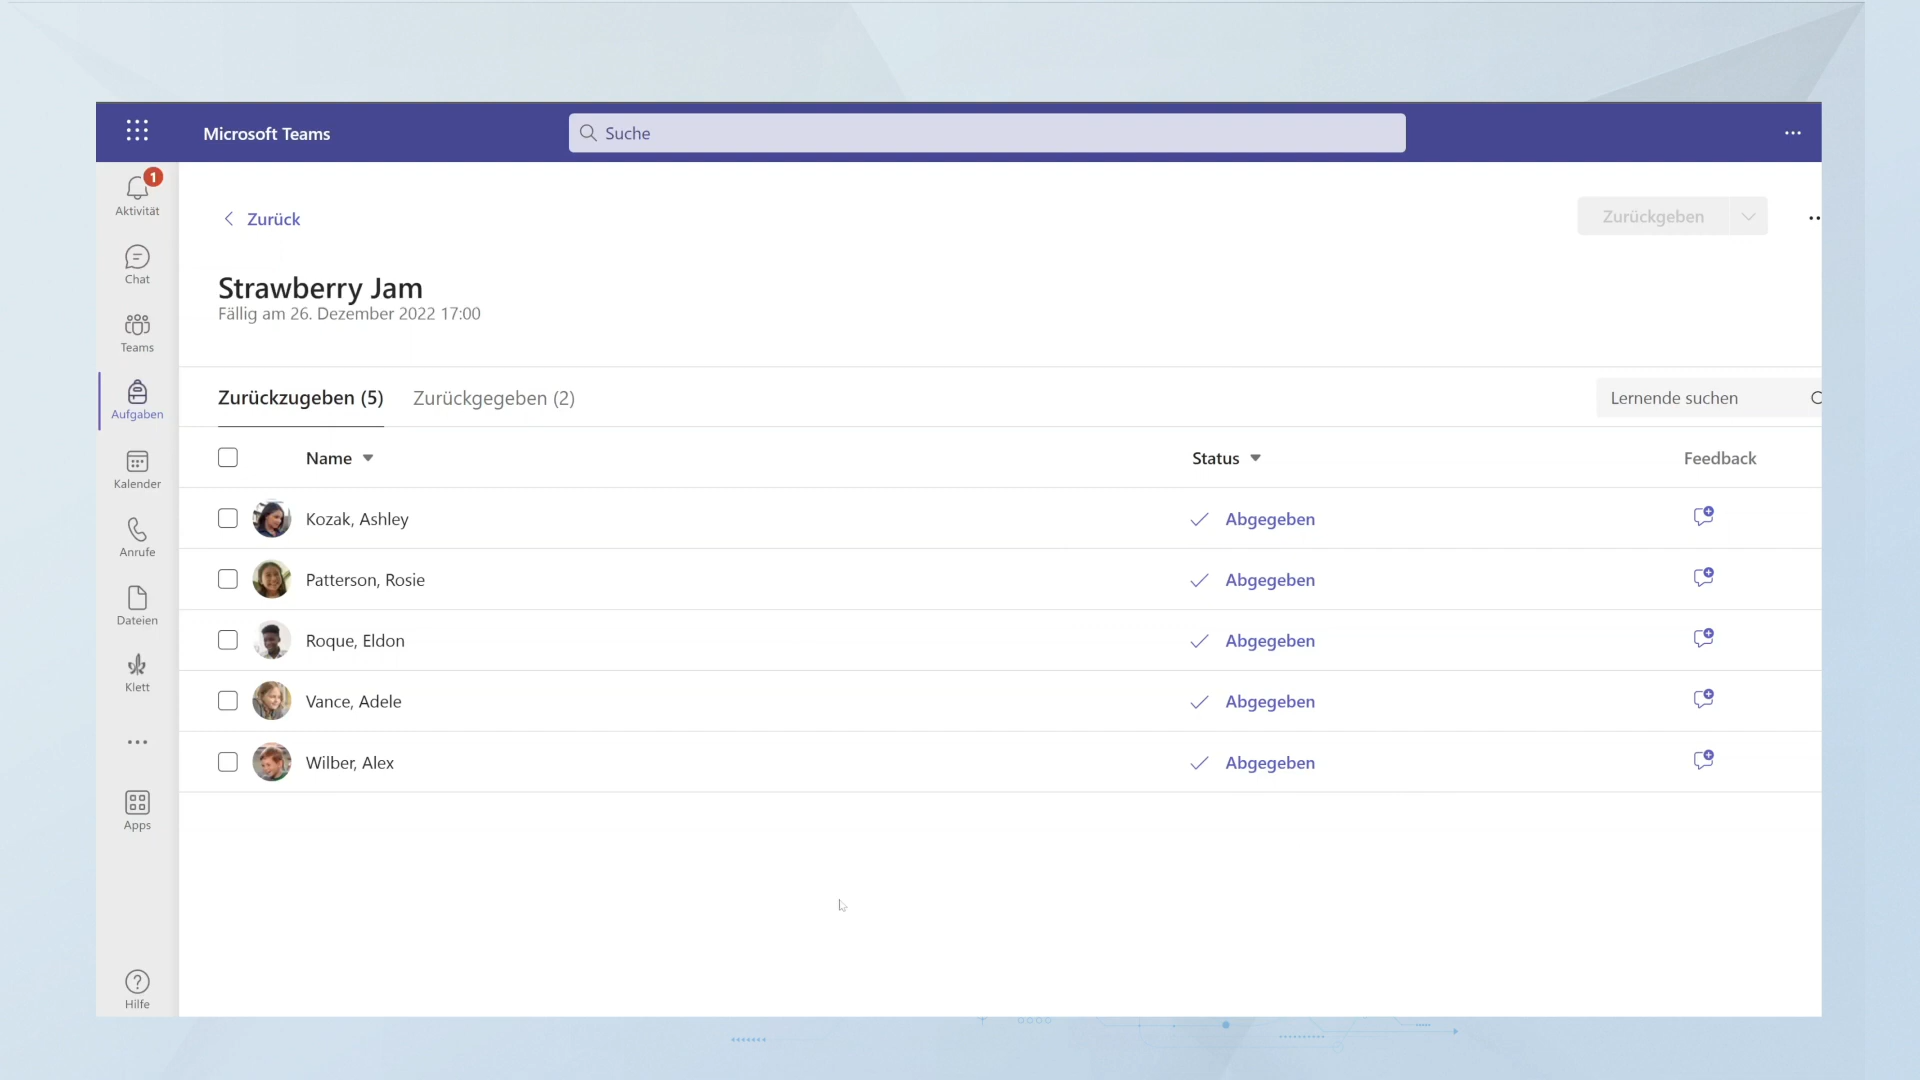 Microsoft Teams
Suche
1
Aktivität
Chat
Teams
Aufgaben
Kalender
Anrufe
Dateien
Klett
Apps
Hilfe
Zurück
Zurückgeben
Strawberry Jam
Fällig am 26. Dezember 2022 17:00
Zurückzugeben (5) Zurückgegeben (2)
Lernende suchen
Name Status Feedback
Kozak, Ashley Abgegeben
Patterson, Rosie Abgegeben
Roque, Eldon Abgegeben
Vance, Adele Abgegeben
Wilber, Alex Abgegeben